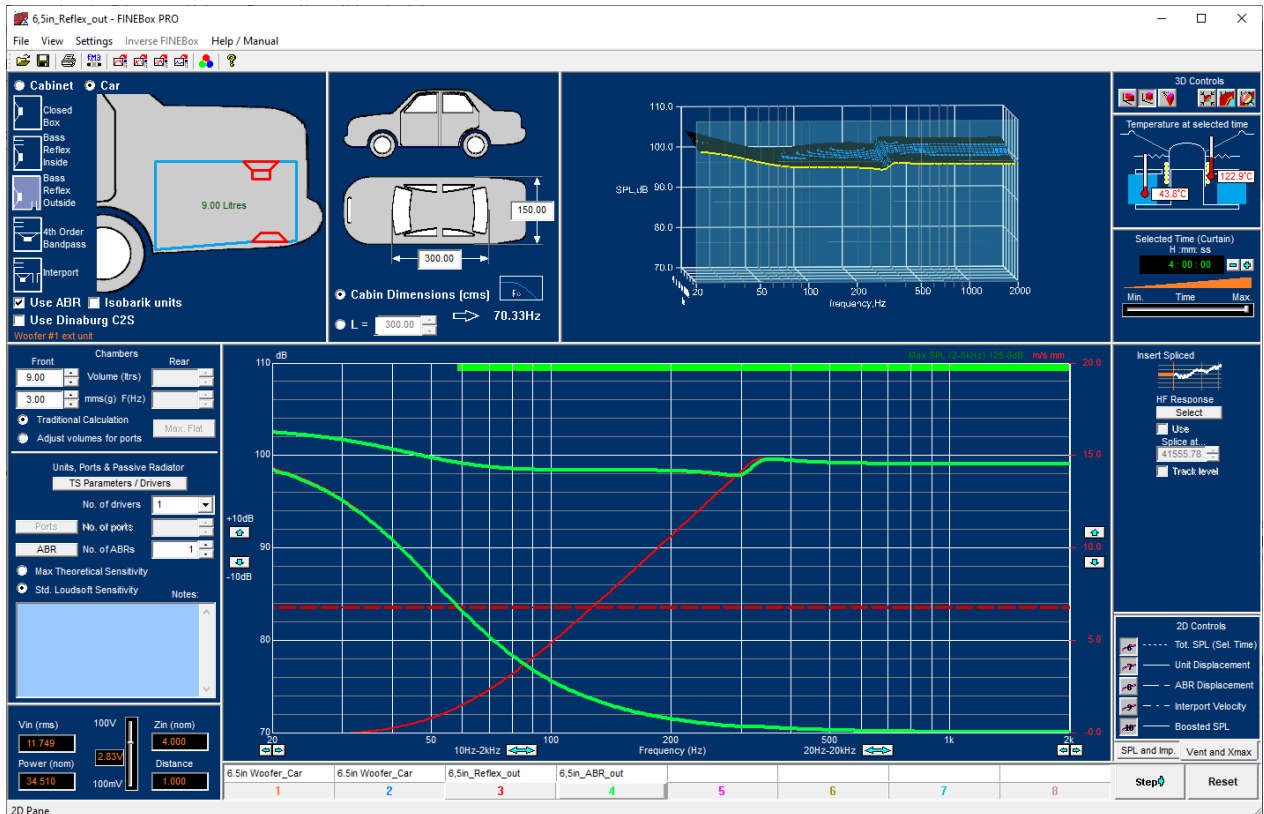 6,5in_Reflex_out - FINEBox PRO
File View Settings Inverse FINEBox Help / Manual
Cabinet Car
Closed
Box
Bass
Reflex
Inside
Bass
Reflex
Outside
4th Order
Bandpass
Interport
9.00 Litres
Use ABR Isobarik units
Use Dinaburg C2S
Woofer #1 ext unit
150.00
300.00
Cabin Dimensions (cms)
Fc
L = 300.00
70.33Hz
110.0
100.0
SPL,dB
90.0
80.0
70.0
20 50 100 200 500 1000 2000
frequency,Hz
3D Controls
Temperature at selected time
122.9°C
43.8°C
Selected Time (Curtain)
H :mm: ss
4 : 00 : 00
Min. Time Max.
Front Chambers Rear
9.00 Volume (ltrs)
3.00 mms(g) F(Hz)
Traditional Calculation
Adjust volumes for ports
Max. Flat
Units, Ports & Passive Radiator
TS Parameters / Drivers
No. of drivers 1
Ports No. of ports
ABR No. of ABRs 1
Max Theoretical Sensitivity
Std. Loudsoft Sensitivity
Notes:
Vin (rms) 100V Zin (nom)
11.749 4.000
2.83V
Power (nom) Distance
34.510 100mV 1.000
110 dB Max SPL (2-5kHz) 125.8dB m/s mm 20.0
100 15.0
+10dB
90 10.0
-10dB
80 5.0
70 -0.0
20 50 100 200 500 1k 2k
10Hz-2kHz Frequency (Hz) 20Hz-20kHz
6.5in Woofer_Car 6.5in Woofer_Car 6,5in_Reflex_out 6,5in_ABR_out
1 2 3 4 5 6 7 8
Insert Spliced
HF Response
Select
Use
Splice at...
41555.78
Track level
2D Controls
6 Tot. SPL (Sel. Time)
7 Unit Displacement
8 ABR Displacement
9 Interport Velocity
10 Boosted SPL
SPL and Imp. Vent and Xmax
Step Reset
2D Pane